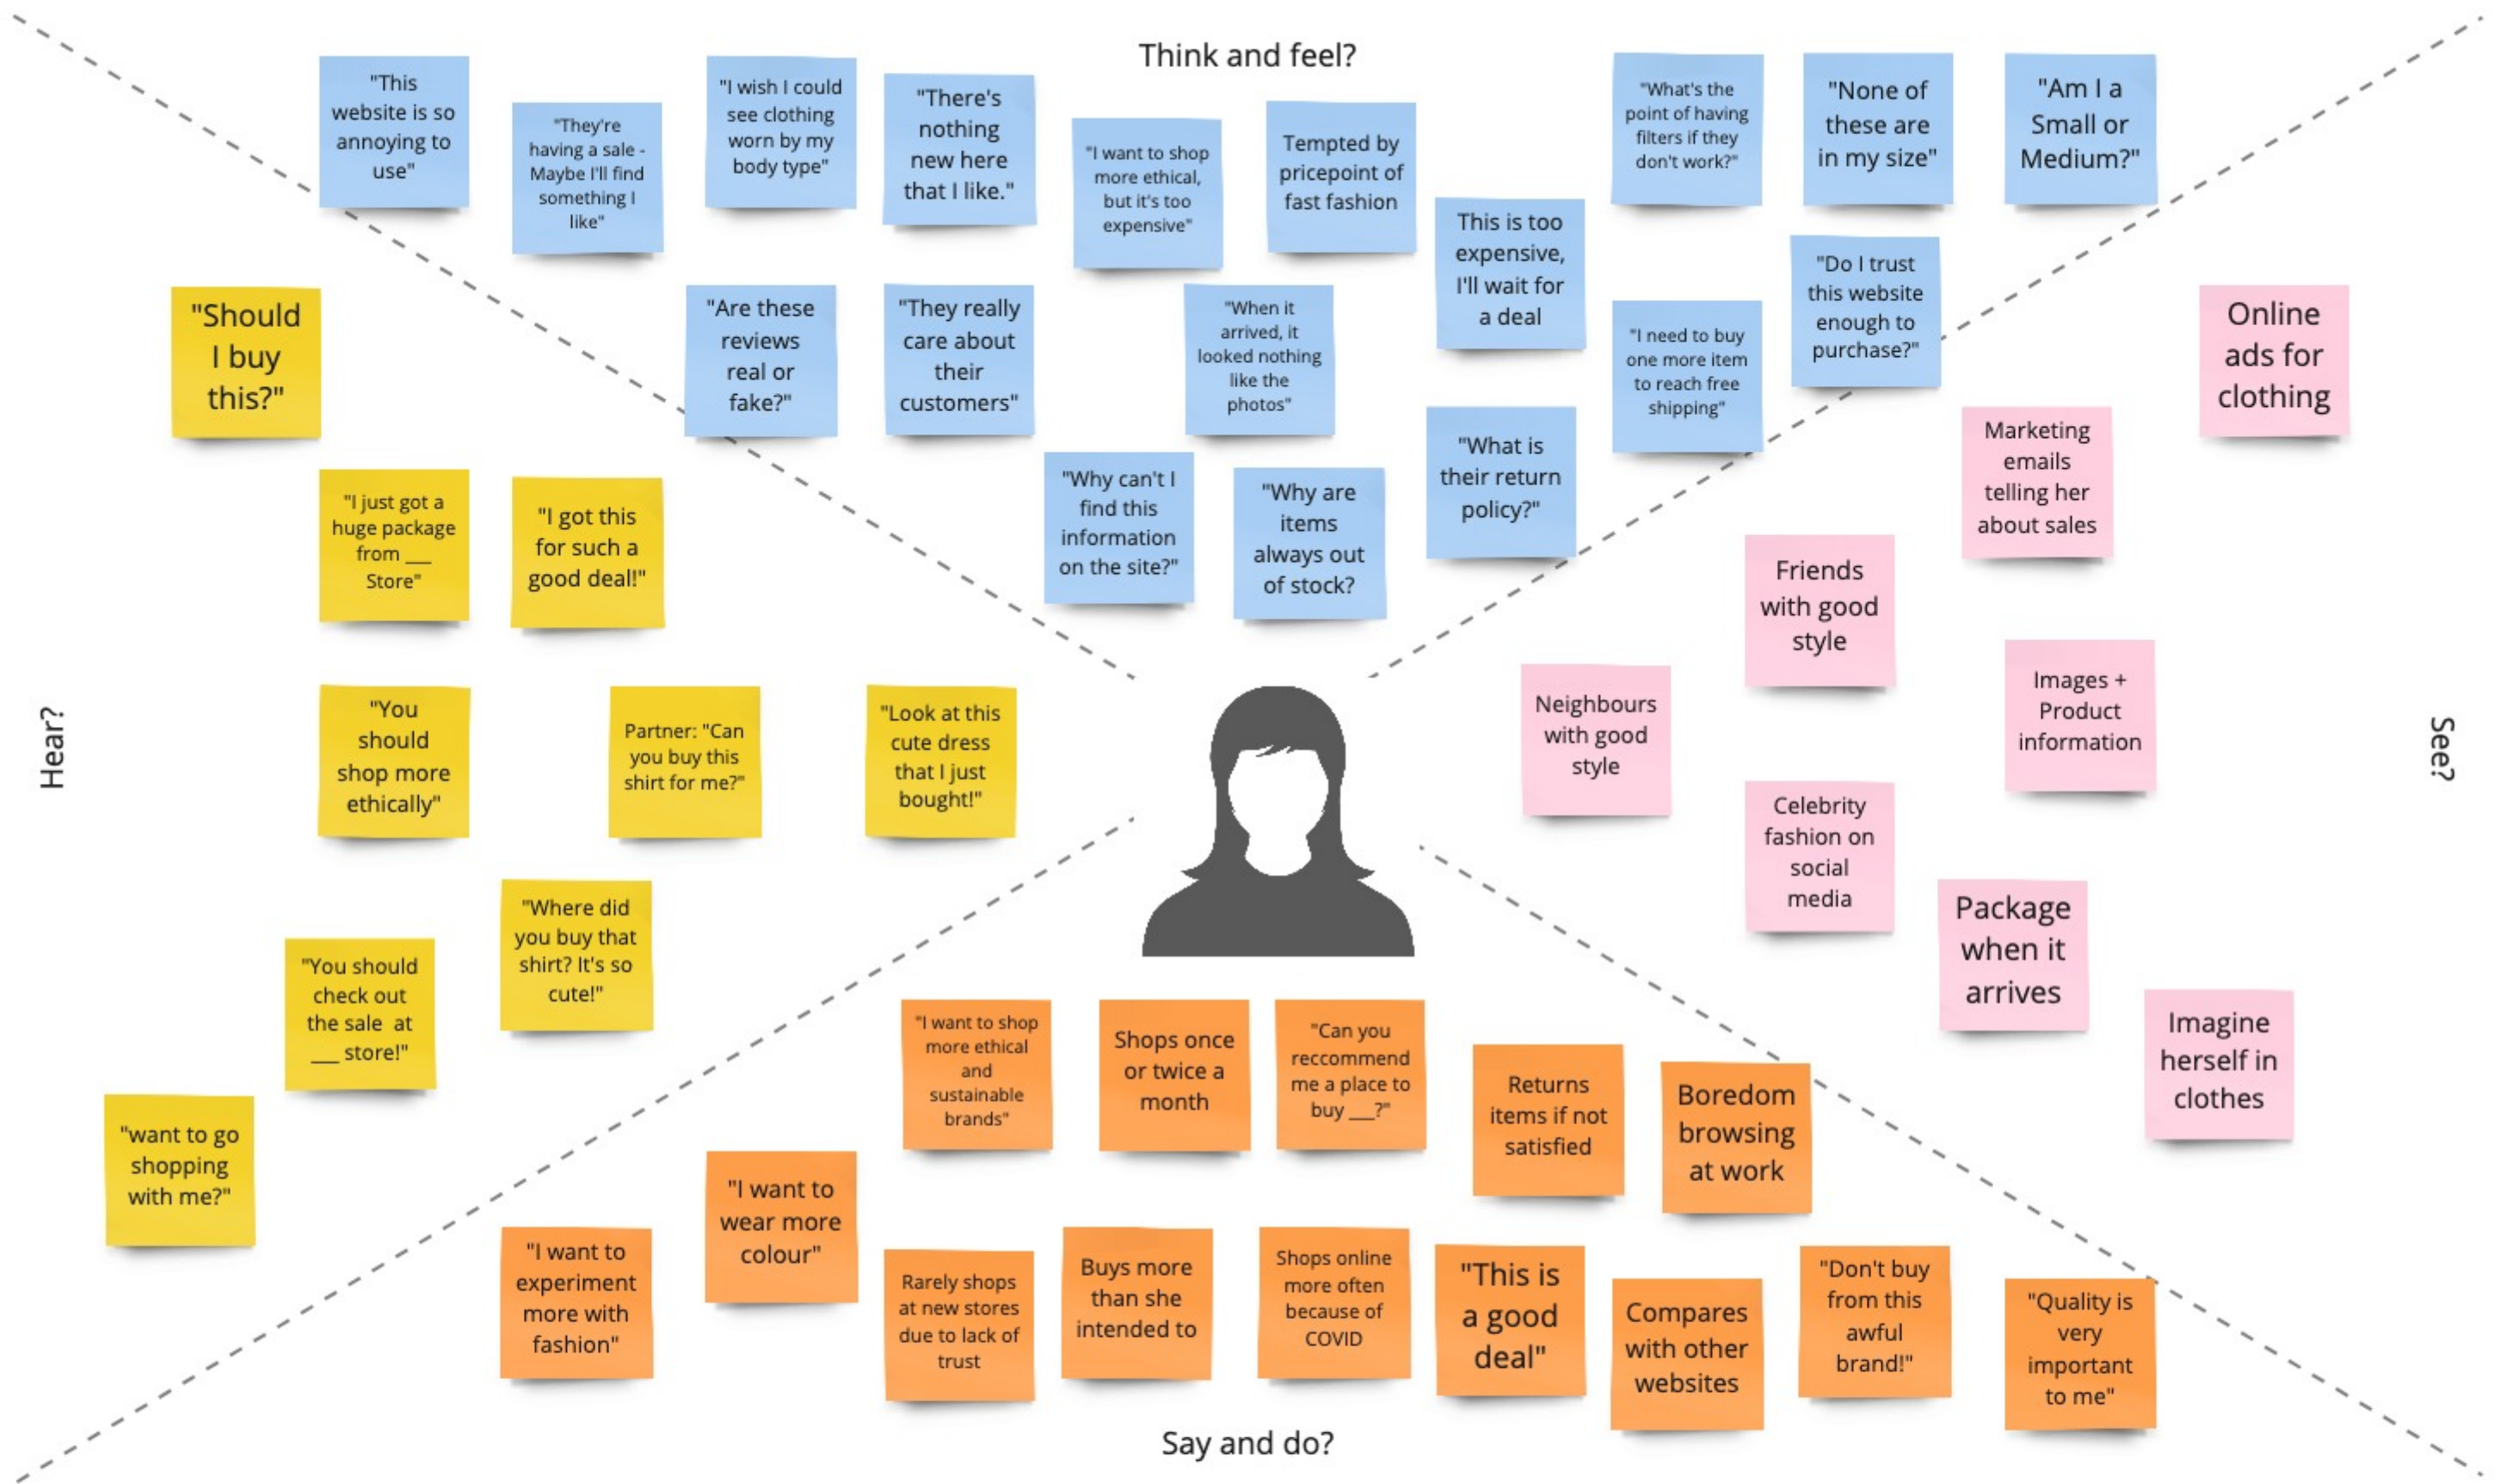 Think and feel?
"This
website is so
annoying to
use"
"They're
having a sale -
Maybe I'll find
something I
like"
"I wish I could
see clothing
worn by my
body type"
"There's
nothing
new here
that I like."
"I want to shop
more ethical,
but it's too
expensive"
Tempted by
pricepoint of
fast fashion
This is too
expensive,
I'll wait for
a deal
"What's the
point of having
filters if they
don't work?"
"None of
these are
in my size"
"Am I a
Small or
Medium?"
"Are these
reviews
real or
fake?"
"They really
care about
their
customers"
"When it
arrived, it
looked nothing
like the
photos"
"I need to buy
one more item
to reach free
shipping"
"Do I trust
this website
enough to
purchase?"
"Why can't I
find this
information
on the site?"
"Why are
items
always out
of stock?
"What is
their return
policy?"
Hear?
"Should
I buy
this?"
"I just got a
huge package
from ___
Store"
"I got this
for such a
good deal!"
"You
should
shop more
ethically"
Partner: "Can
you buy this
shirt for me?"
"Look at this
cute dress
that I just
bought!"
"Where did
you buy that
shirt? It's so
cute!"
"You should
check out
the sale at
___ store!"
"want to go
shopping
with me?"
See?
Online
ads for
clothing
Marketing
emails
telling her
about sales
Friends
with good
style
Neighbours
with good
style
Images +
Product
information
Celebrity
fashion on
social
media
Package
when it
arrives
Imagine
herself in
clothes
"I want to shop
more ethical
and
sustainable
brands"
Shops once
or twice a
month
"Can you
reccommend
me a place to
buy ___?"
Returns
items if not
satisfied
Boredom
browsing
at work
"I want to
wear more
colour"
"I want to
experiment
more with
fashion"
Rarely shops
at new stores
due to lack of
trust
Buys more
than she
intended to
Shops online
more often
because of
COVID
"This is
a good
deal"
Compares
with other
websites
"Don't buy
from this
awful
brand!"
"Quality is
very
important
to me"
Say and do?